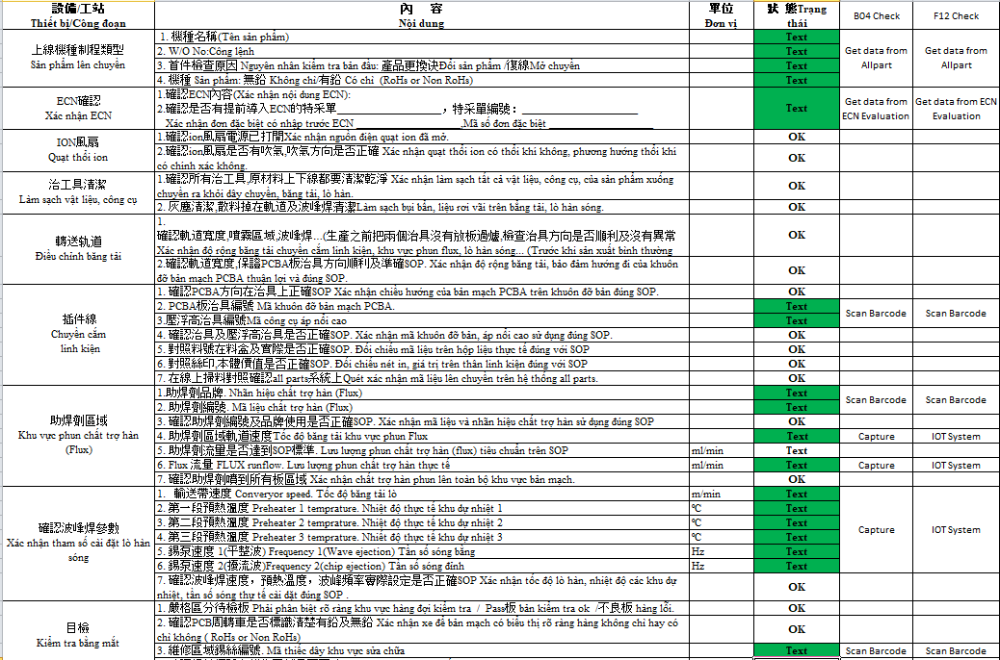 設備/工站
Thiết bị/Công đoạn
內 容
Nội dung
單位
Đơn vị
狀 態Trạng
thái
B04 Check
F12 Check
上線機種制程類型
Sản phẩm lên chuyền
1. 機種名稱(Tên sản phẩm)
Text
2. W/O No:Công lệnh
Text
3. 首件檢查原因 Nguyên nhân kiểm tra bản đầu: 產品更換诀Đổi sản phẩm /復線Mở chuyền
Text
4. 機種 Sản phẩm: 無鉛 Không chì/有鉛 Có chì (RoHs or Non RoHs)
Text
Get data from
Allpart
Get data from
Allpart
ECN確認
Xác nhận ECN
1.確認ECN內容(Xác nhận nội dung ECN):
2.確認是否有提前導入ECN的特采單____________________，特采單編號：______________________
Xác nhận đơn đặc biệt có nhập trước ECN ____________________,Mã số đơn đặc biệt ____________________
Text
Get data from
ECN Evaluation
Get data from ECN
Evaluation
ION風扇
Quạt thổi ion
1.確認ion風扇電源已打開Xác nhận nguồn điện quạt ion đã mở.
OK
2.確認ion風扇是否有吹氣,吹氣方向是否正確 Xác nhận quạt thổi ion có thổi khí không, phương hướng thổi khí
có chính xác không.
OK
治工具清潔
Làm sạch vật liệu, công cụ
1.確認所有治工具,原材料上下線都要清潔乾淨 Xác nhận làm sạch tất cả vật liệu, công cụ, của sản phẩm xuống
chuyền ra khỏi dây chuyền, băng tải, lò hàn.
OK
2. 灰塵清潔,散料掉在軌道及波峰焊清潔Làm sạch bụi bẩn, liệu rơi vãi trên bảng tải, lò hàn sóng.
OK
轉送軌道
Điều chỉnh băng tải
1.
確認軌道寬度,噴霧區域,波峰焊...(生產之前把兩個治具沒有放板過爐,檢查治具方向是否順利及沒有異常
Xác nhận độ rộng băng tải chuyền cắm linh kiện, khu vực phun flux, lò hàn sóng... (Trước khi sản xuất bình thường
OK
2.確認軌道寬度,保證PCBA板治具方向順利及準確SOP. Xác nhận độ rộng băng tải, bảo đảm hướng đi của khuôn
đỡ bản mạch PCBA thuận lợi và đúng SOP.
OK
插件線
Chuyền cắm
linh kiện
1. 確認PCBA方向在治具上正確SOP Xác nhận chiều hướng của bản mạch PCBA trên khuôn đỡ bản đúng SOP.
OK
2. PCBA板治具編號 Mã khuôn đỡ bản mạch PCBA.
Text
3.壓浮高治具編號Mã công cụ áp nổi cao
Text
Scan Barcode
Scan Barcode
4. 確認治具及壓浮高治具是否正確SOP. Xác nhận mã khuôn đỡ bản, áp nổi cao sử dụng đúng SOP.
OK
5. 對照料號在料盒及實際是否正確SOP. Đối chiếu mã liệu trên hộp liệu thực tế đúng với SOP
OK
6. 對照絲印,本體價值是否正確SOP. Đối chiếu nét in, giá trị trên thân linh kiện đúng với SOP
OK
7. 在線上掃料對照確認all parts系統上Quét xác nhận mã liệu lên chuyền trên hệ thống all parts.
OK
助焊劑區域
Khu vực phun chất trợ hàn
(Flux)
1.助焊劑品牌. Nhãn hiệu chất trợ hàn (Flux)
Text
2. 助焊劑編號. Mã liệu chất trợ hàn (Flux)
Text
Scan Barcode
Scan Barcode
3. 確認助焊劑編號及品牌使用是否正確SOP. Xác nhận mã liệu và nhãn hiệu chất trợ hàn sử dụng đúng SOP
OK
4. 助焊劑區域軌道速度Tốc độ băng tải khu vực phun Flux
Text
Capture
IOT System
5. 助焊劑流量是否達到SOP標準. Lưu lượng phun chất trợ hàn (flux) tiêu chuẩn trên SOP
ml/min
Text
6. Flux 流量 FLUX runflow. Lưu lượng phun chất trợ hàn thực tế
ml/min
Text
Capture
IOT System
7. 確認助焊劑噴到所有板區域 Xác nhận chất trợ hàn phun lên toàn bộ khu vực bản mạch.
OK
確認波峰焊參數
Xác nhận tham số cài đặt lò hàn
sóng
1. 輸送帶速度 Converyor speed. Tốc độ băng tải lò
m/min
Text
2. 第一段預熱溫度 Preheater 1 temprature. Nhiệt độ thực tế khu dự nhiệt 1
℃
Text
3. 第二段預熱溫度 Preheater 2 temprature. Nhiệt độ thực tế khu dự nhiệt 2
℃
Text
4. 第三段預熱溫度 Preheater 3 temprature. Nhiệt độ thực tế khu dự nhiệt 3
℃
Text
5. 錫泵速度 1(平整波) Frequency 1(Wave ejection) Tần số sóng bằng
Hz
Text
6. 錫泵速度 2(擾流波)Frequency 2(chip ejection) Tần số sóng đỉnh
Hz
Text
Capture
IOT System
7. 確認波峰焊速度，預熱溫度，波峰頻率實際設定是否正確SOP Xác nhận tốc độ lò hàn, nhiệt độ các khu dự
nhiệt, tần số sóng thự tế cài dặt đúng SOP .
OK
目檢
Kiểm tra bằng mắt
1. 嚴格區分待檢板 Phải phân biệt rõ ràng khu vực hàng đợi kiểm tra / Pass板 bản kiểm tra ok /不良板 hàng lỗi.
OK
2. 確認PCB周轉車是否標識清楚有鉛及無鉛 Xác nhận xe để bản mạch có biểu thị rõ ràng hàng không chì hay có
chì không ( RoHs or Non RoHs)
OK
3. 維修區域錫絲編號. Mã thiếc dây khu vực sửa chữa
Text
Scan Barcode
Scan Barcode